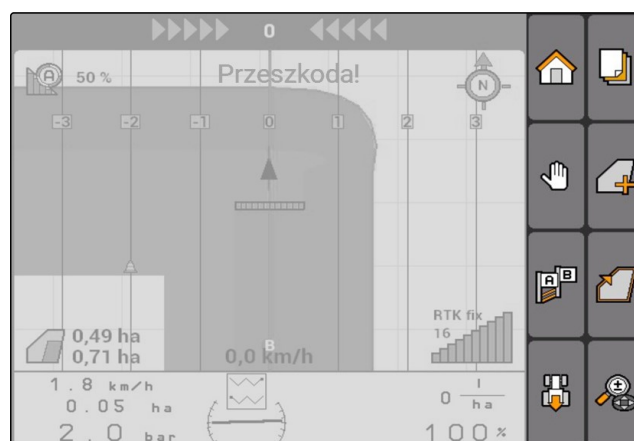 0
A
50 %
Przeszkoda!
N
-3 -2 -1 0 1 2 3
A B
RTK fix
16
0,49 ha
0,71 ha
B
0,0 km/h
1.8 km/h
0.05 ha
2.0 bar
0 l/ha
100%